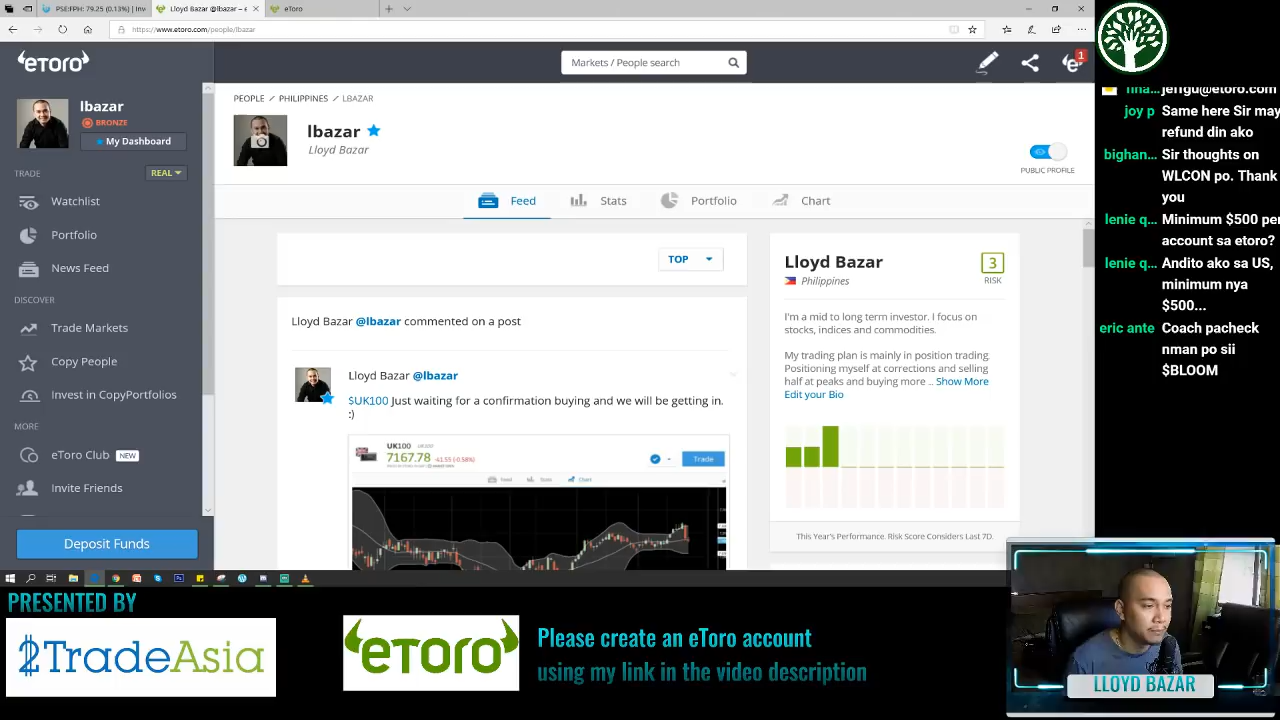 PSE:FPH: 79.25 (0.13%) | Inv
Lloyd Bazar @lbazar – e
eToro
https://www.etoro.com/people/lbazar
eToro
lbazar
BRONZE
My Dashboard
TRADE
REAL
Watchlist
Portfolio
News Feed
DISCOVER
Trade Markets
Copy People
Invest in CopyPortfolios
MORE
eToro Club NEW
Invite Friends
Deposit Funds
Markets / People search
1
PEOPLE / PHILIPPINES / LBAZAR
lbazar
Lloyd Bazar
PUBLIC PROFILE
Feed
Stats
Portfolio
Chart
TOP
Lloyd Bazar @lbazar commented on a post
Lloyd Bazar @lbazar
$UK100 Just waiting for a confirmation buying and we will be getting in.
:)
UK100
7167.78 -41.55 (-0.58%)
Trade
Feed
Stats
Chart
Lloyd Bazar
Philippines
3
RISK
I'm a mid to long term investor. I focus on
stocks, indices and commodities.
My trading plan is mainly in position trading.
Positioning myself at corrections and selling
half at peaks and buying more .. Show More
Edit your Bio
This Year's Performance. Risk Score Considers Last 7D.
jeffgu@etoro.com
joy p Same here Sir may
refund din ako
bighan... Sir thoughts on
WLCON po. Thank
you
lenie q... Minimum $500 per
account sa etoro?
lenie q... Andito ako sa US,
minimum nya
$500...
eric ante Coach pacheck
nman po sii
$BLOOM
PRESENTED BY
2TradeAsia
eToro
Please create an eToro account
using my link in the video description
LLOYD BAZAR